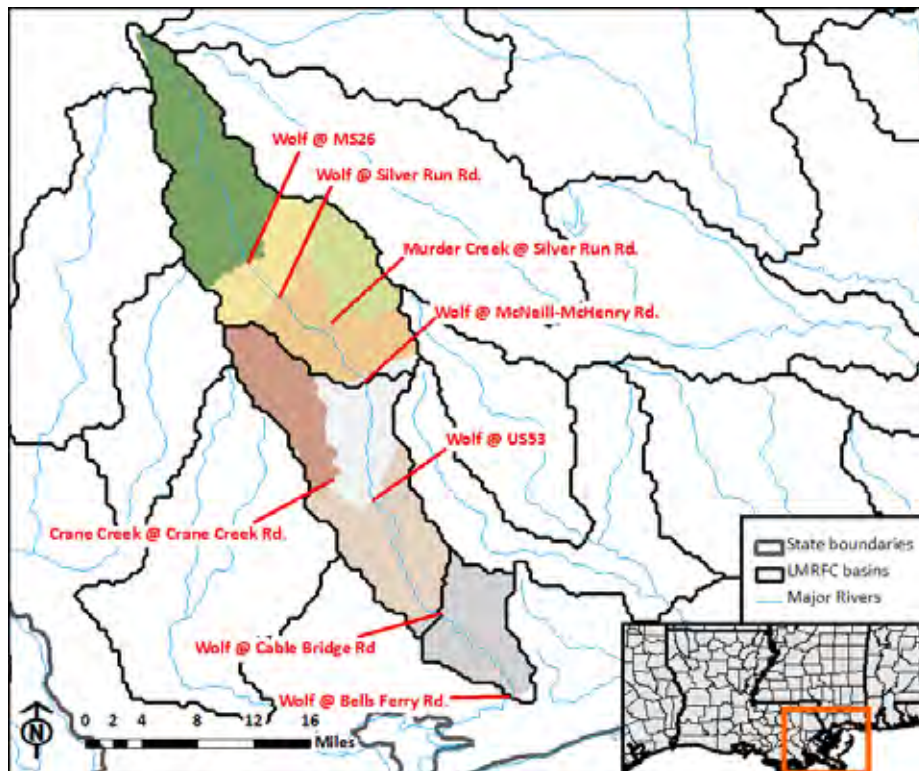 Wolf @ MS26
Wolf @ Silver Run Rd.
Murder Creek @ Silver Run Rd.
Wolf @ McNeill-McHenry Rd.
Wolf @ US53
Crane Creek @ Crane Creek Rd.
Wolf @ Cable Bridge Rd
Wolf @ Bells Ferry Rd.
State boundaries
LMRFC basins
Major Rivers
N
0 2 4 8 12 16
Miles